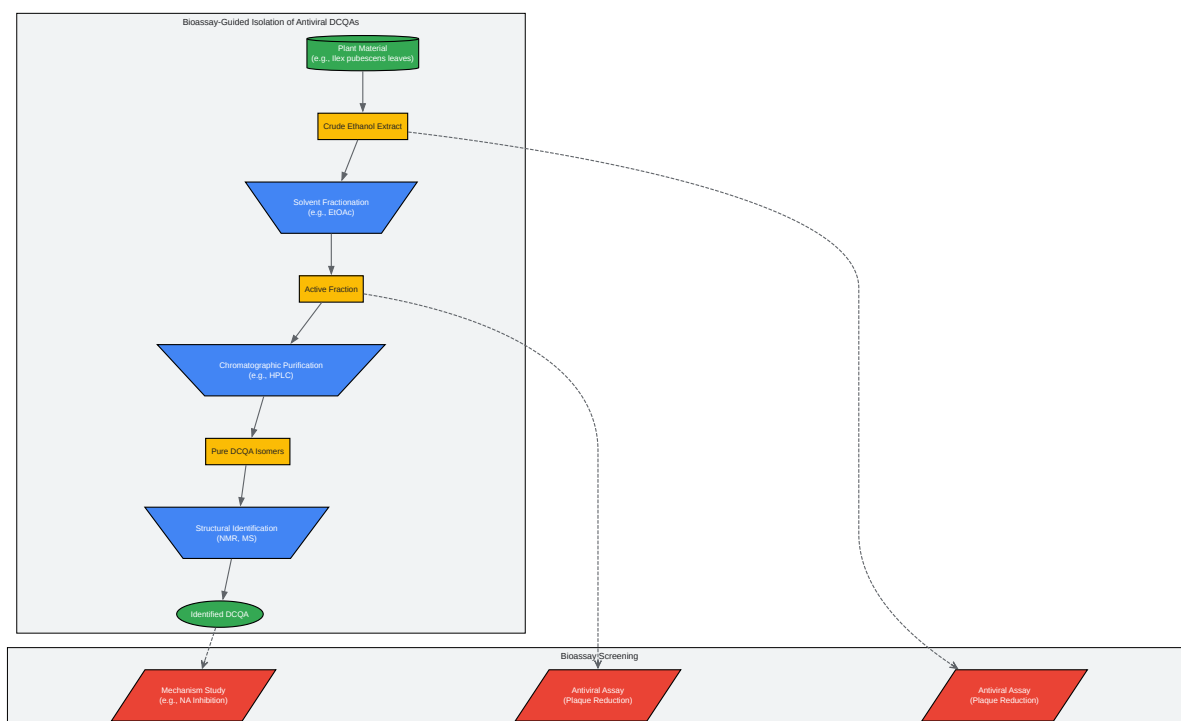 Bioassay-Guided Isolation of Antiviral DCQAs
Plant Material
(e.g., Ilex pubescens leaves)
Crude Ethanol Extract
Solvent Fractionation
(e.g., EtOAc)
Active Fraction
Chromatographic Purification
(e.g., HPLC)
Pure DCQA Isomers
Structural Identification
(NMR, MS)
Identified DCQA
Bioassay Screening
Mechanism Study
(e.g., NA Inhibition)
Antiviral Assay
(Plaque Reduction)
Antiviral Assay
(Plaque Reduction)